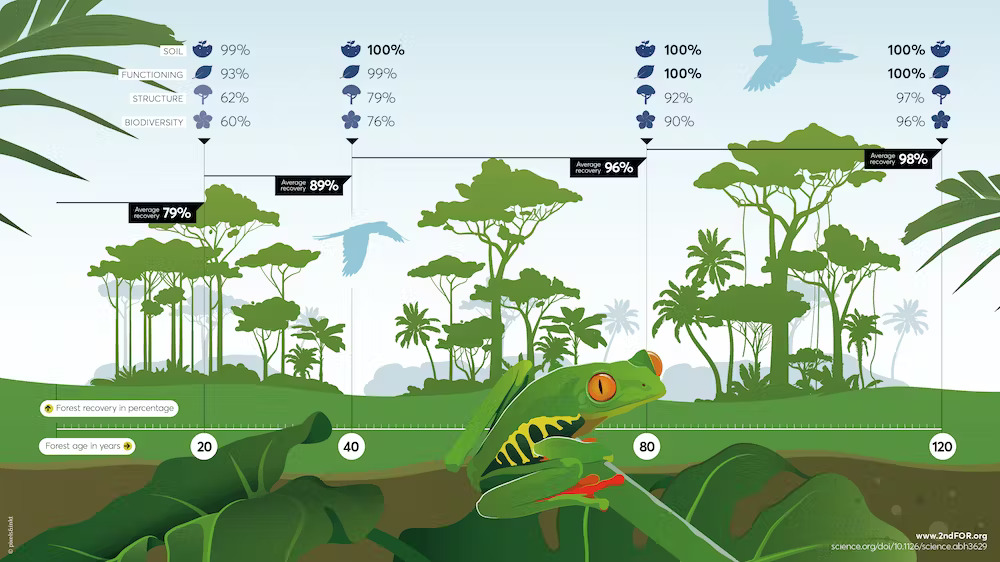 SOIL 99% 100% 100% 100%
FUNCTIONING 93% 99% 100% 100%
STRUCTURE 62% 79% 92% 97%
BIODIVERSITY 60% 76% 90% 96%
Average
recovery 79%
Average
recovery 89%
Average
recovery 96%
Average
recovery 98%
Forest recovery in percentage
Forest age in years 20 40 80 120
© pixels&inkt
www.2ndFOR.org
science.org/doi/10.1126/science.abh3629